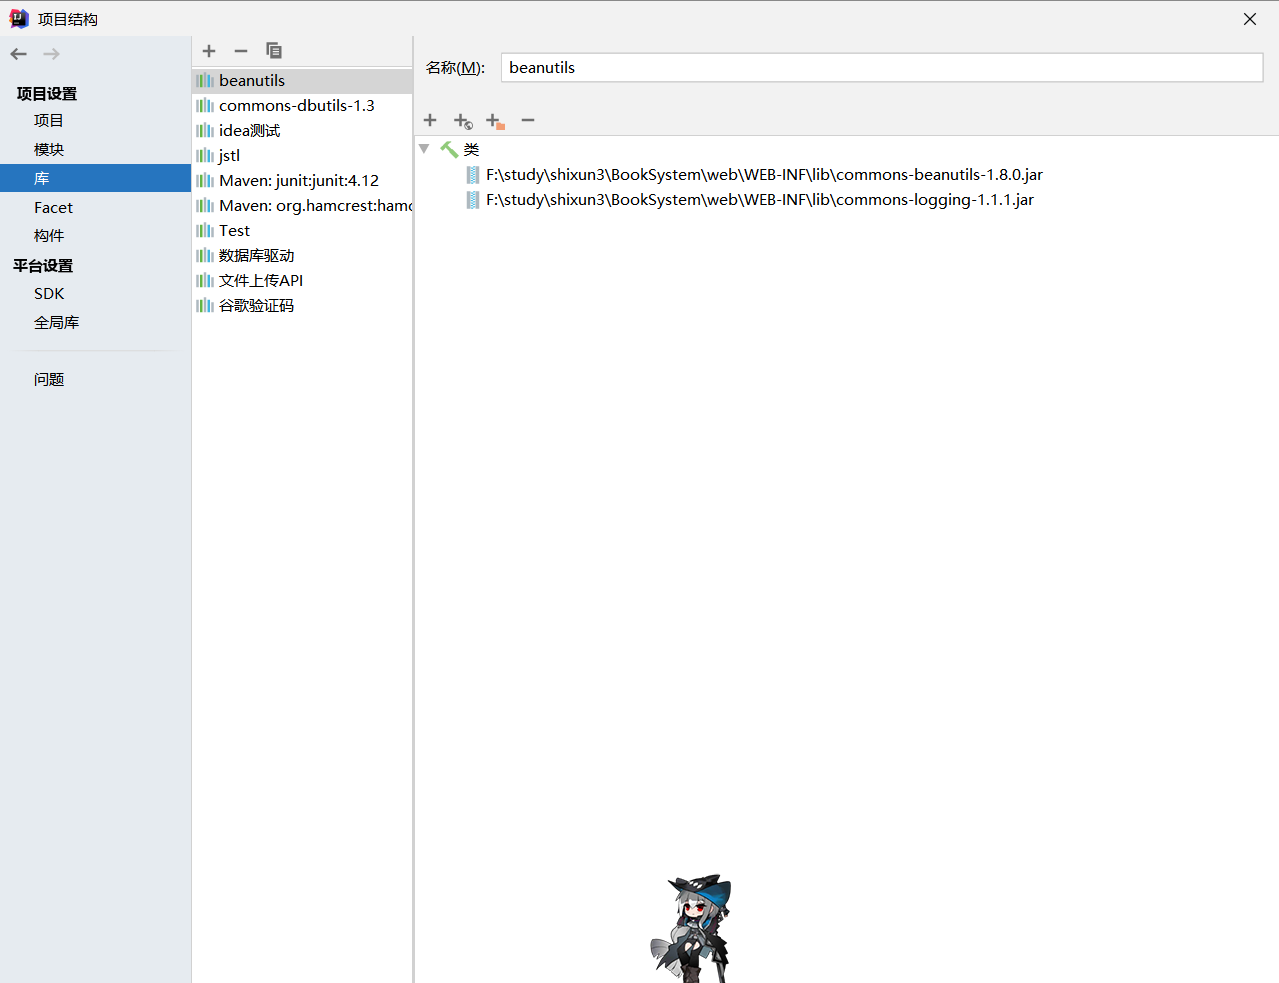 项目结构
项目设置
项目
模块
库
Facet
构件
平台设置
SDK
全局库
问题
beanutils
commons-dbutils-1.3
idea测试
jstl
Maven: junit:junit:4.12
Maven: org.hamcrest:hamc
Test
数据库驱动
文件上传API
谷歌验证码
名称(M):
beanutils
类
F:\study\shixun3\BookSystem\web\WEB-INF\lib\commons-beanutils-1.8.0.jar
F:\study\shixun3\BookSystem\web\WEB-INF\lib\commons-logging-1.1.1.jar